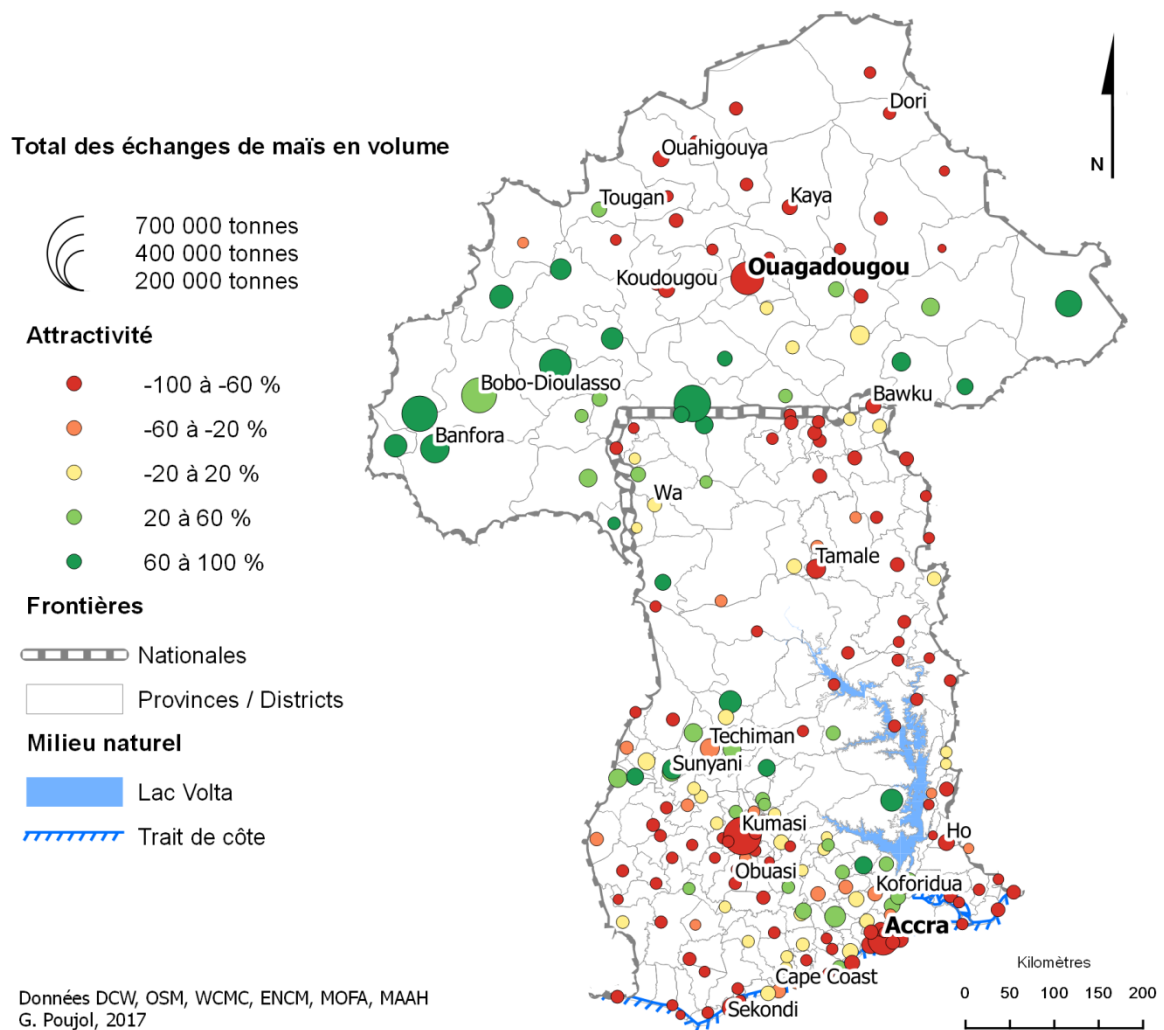 Total des échanges de maïs en volume
700 000 tonnes
400 000 tonnes
200 000 tonnes
Attractivité
-100 à -60 %
-60 à -20 %
-20 à 20 %
20 à 60 %
60 à 100 %
Frontières
Nationales
Provinces / Districts
Milieu naturel
Lac Volta
Trait de côte
Données DCW, OSM, WCMC, ENCM, MOFA, MAAH
G. Poujol, 2017
N
Dori
Ouahigouya
Tougan
Kaya
Ouagadougou
Koudougou
Bobo-Dioulasso
Bawku
Banfora
Wa
Tamale
Techiman
Sunyani
Kumasi
Ho
Obuasi
Koforidua
Accra
Cape Coast
Sekondi
Kilomètres
0 50 100 150 200